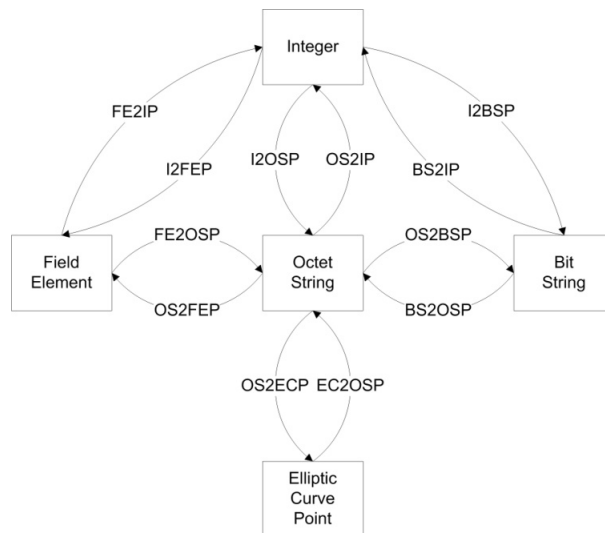 Integer
FE2IP
I2BSP
I2FEP
I2OSP
OS2IP
BS2IP
FE2OSP
OS2BSP
Field
Element
Octet
String
Bit
String
OS2FEP
BS2OSP
OS2ECP
EC2OSP
Elliptic
Curve
Point